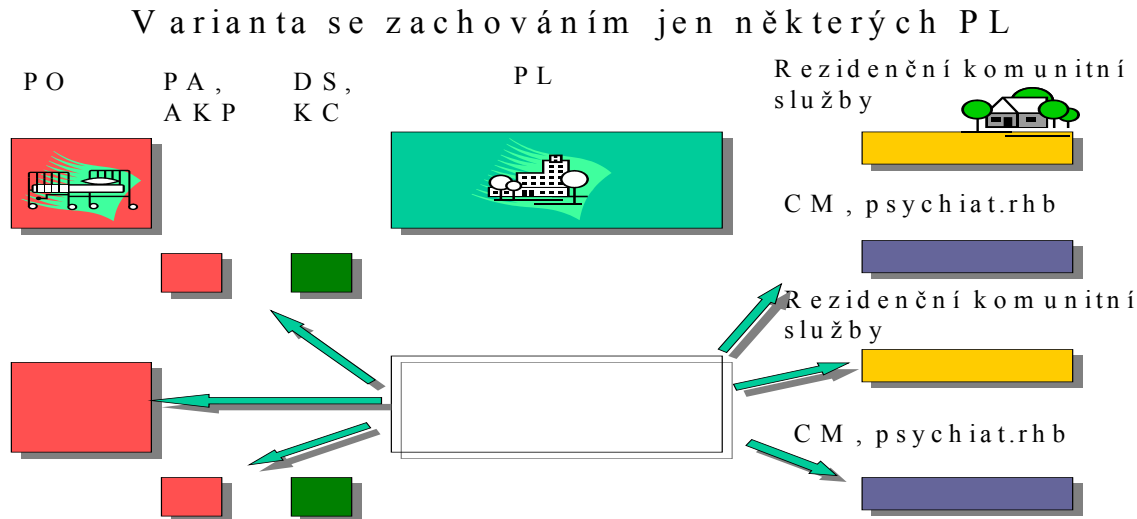 Varianta se zachováním jen některých PL
PO
PA,
AKP
DS,
KC
PL
Rezidenční komunitní
služby
CM, psychiat.rhb
Rezidenční komunitní
služby
CM, psychiat.rhb